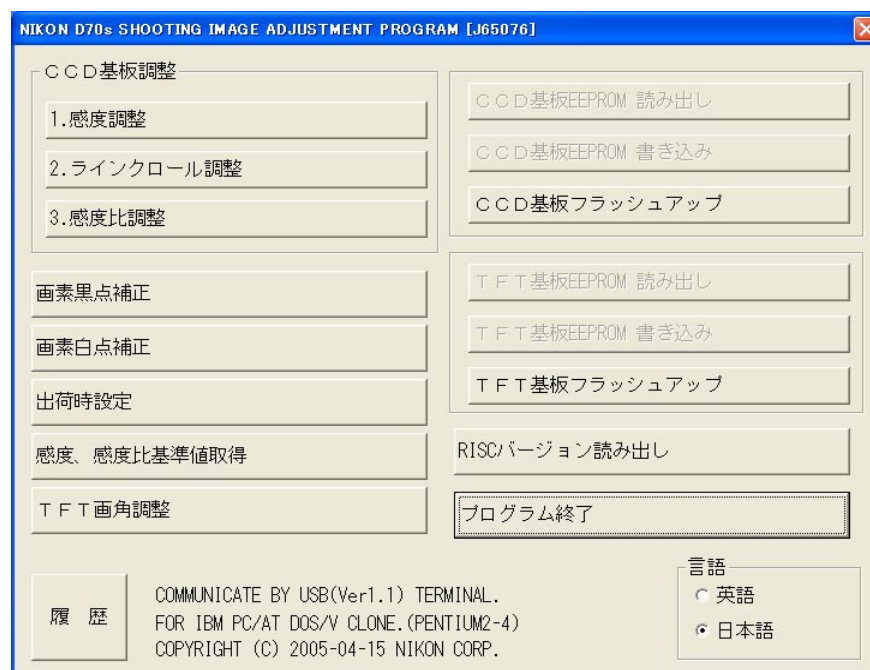 NIKON D70s SHOOTING IMAGE ADJUSTMENT PROGRAM [J65076]
ＣＣＤ基板調整
1.感度調整
2.ラインクロール調整
3.感度比調整
画素黒点補正
画素白点補正
出荷時設定
感度、感度比基準値取得
ＴＦＴ画角調整
ＣＣＤ基板EEPROM 読み出し
ＣＣＤ基板EEPROM 書き込み
ＣＣＤ基板フラッシュアップ
ＴＦＴ基板EEPROM 読み出し
ＴＦＴ基板EEPROM 書き込み
ＴＦＴ基板フラッシュアップ
RISCバージョン読み出し
プログラム終了
履　歴
COMMUNICATE BY USB(Ver1.1) TERMINAL.
FOR IBM PC/AT DOS/V CLONE.(PENTIUM2-4)
COPYRIGHT (C) 2005-04-15 NIKON CORP.
言語
英語
日本語